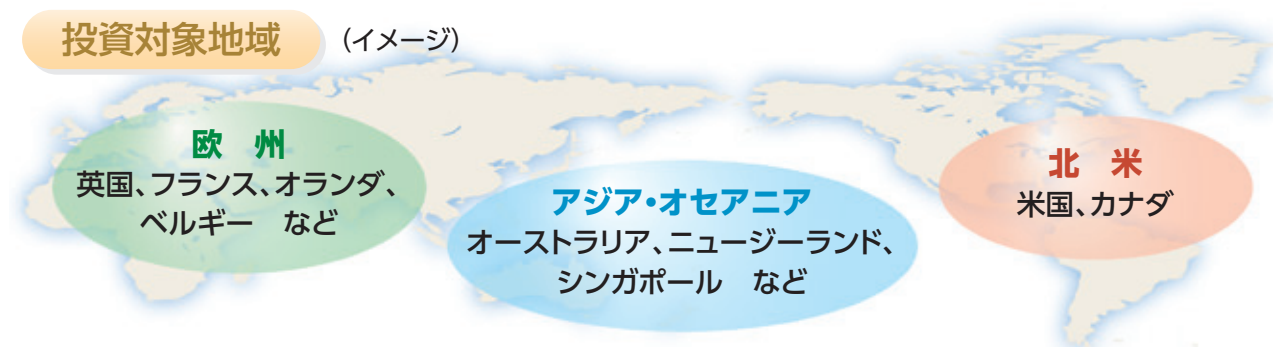 投資対象地域 （イメージ）
欧　州
英国、フランス、オランダ、
ベルギー　など
アジア・オセアニア
オーストラリア、ニュージーランド、
シンガポール　など
北　米
米国、カナダ